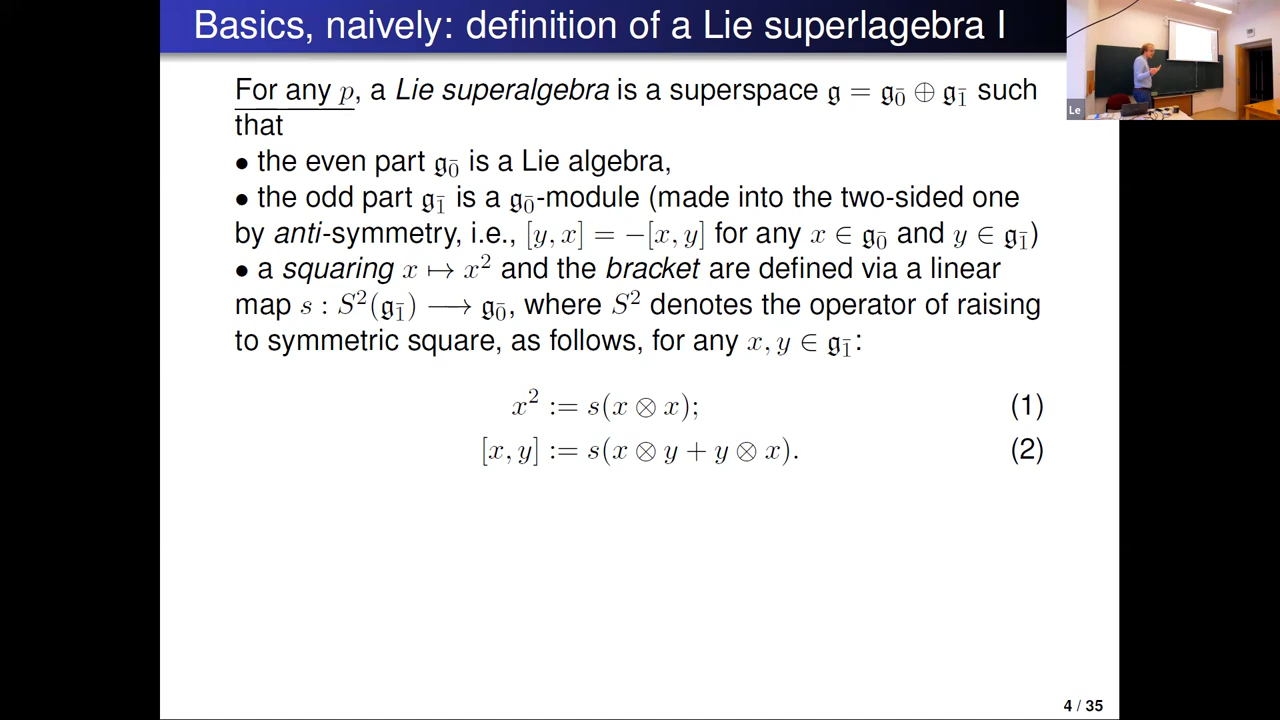 Basics, naively: definition of a Lie superlagebra I
For any p, a Lie superalgebra is a superspace 𝔤 = 𝔤_0̄ ⊕ 𝔤_1̄ such
that
• the even part 𝔤_0̄ is a Lie algebra,
• the odd part 𝔤_1̄ is a 𝔤_0̄-module (made into the two-sided one
by anti-symmetry, i.e., [y, x] = −[x, y] for any x ∈ 𝔤_0̄ and y ∈ 𝔤_1̄)
• a squaring x ↦ x² and the bracket are defined via a linear
map s : S²(𝔤_1̄) ⟶ 𝔤_0̄, where S² denotes the operator of raising
to symmetric square, as follows, for any x, y ∈ 𝔤_1̄:
x² := s(x ⊗ x); (1)
[x, y] := s(x ⊗ y + y ⊗ x). (2)
4 / 35
Le